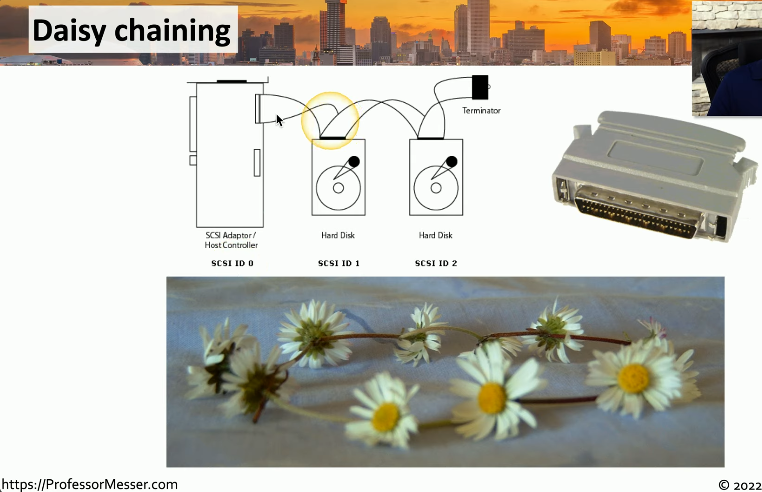 Daisy chaining
Terminator
SCSI Adaptor /
Host Controller
Hard Disk
Hard Disk
SCSI ID 0
SCSI ID 1
SCSI ID 2
https://ProfessorMesser.com
© 2022